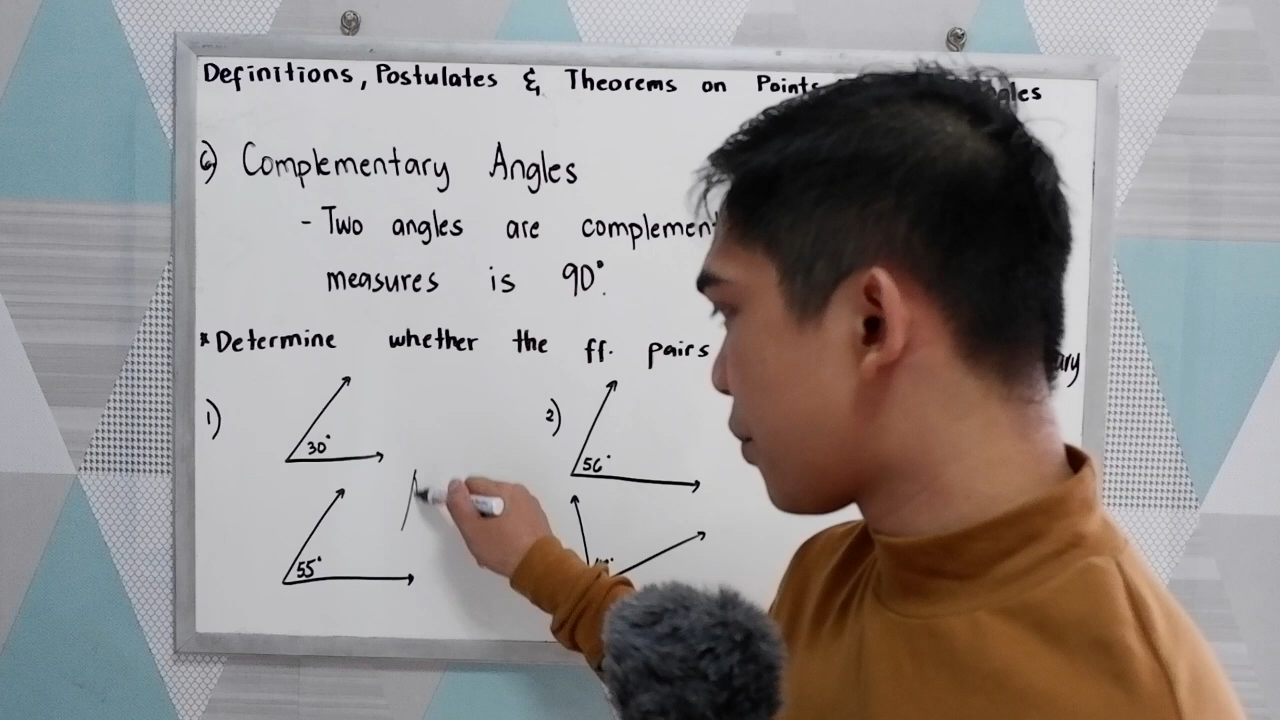 Definitions, Postulates & Theorems on Points
6) Complementary Angles
- Two angles are complemen
measures is 90°.
*Determine whether the ff. pairs
1) 30° 2) 56°
55°